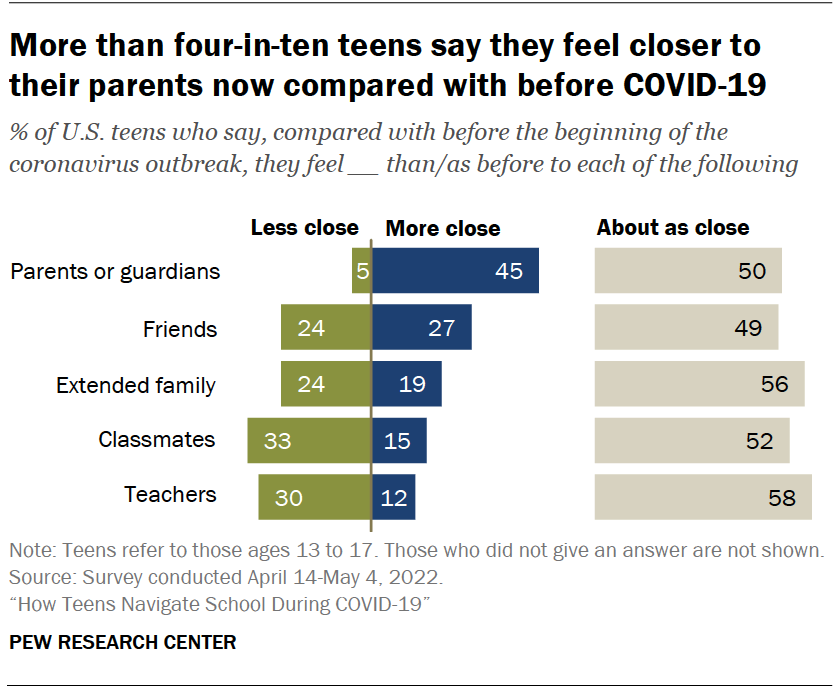 More than four-in-ten teens say they feel closer to
their parents now compared with before COVID-19
% of U.S. teens who say, compared with before the beginning of the
coronavirus outbreak, they feel __ than/as before to each of the following
Less close More close About as close
Parents or guardians 5 45 50
Friends 24 27 49
Extended family 24 19 56
Classmates 33 15 52
Teachers 30 12 58
Note: Teens refer to those ages 13 to 17. Those who did not give an answer are not shown.
Source: Survey conducted April 14-May 4, 2022.
“How Teens Navigate School During COVID-19”
PEW RESEARCH CENTER